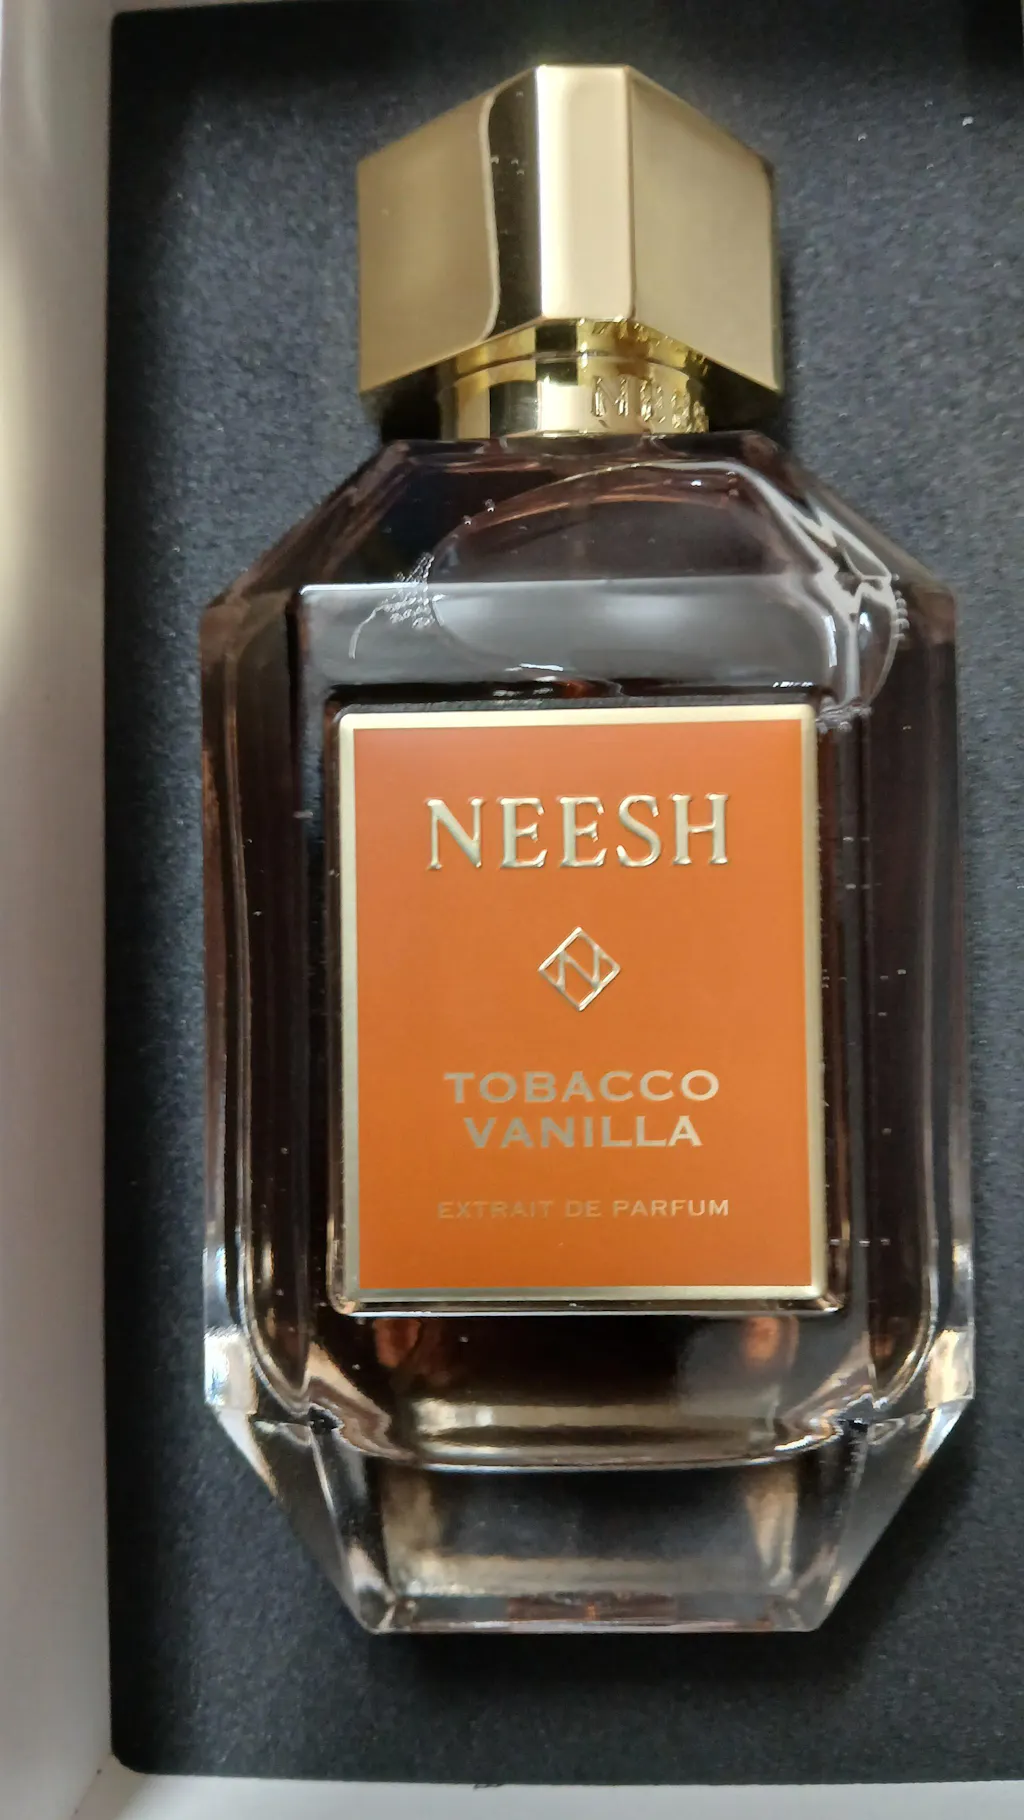 NEESH
TOBACCO
VANILLA
EXTRAIT DE PARFUM